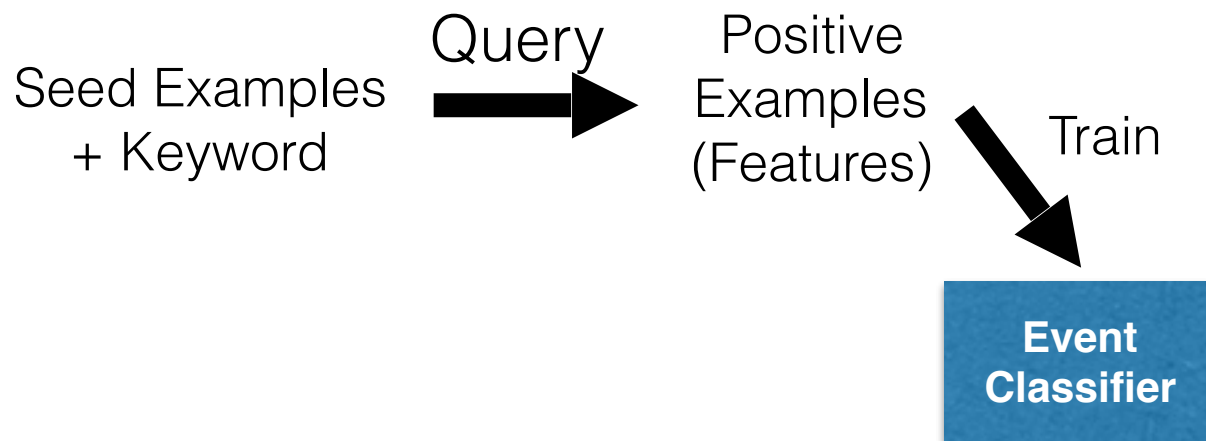 Seed Examples
+ Keyword
Query
Positive
Examples
(Features)
Train
Event
Classifier